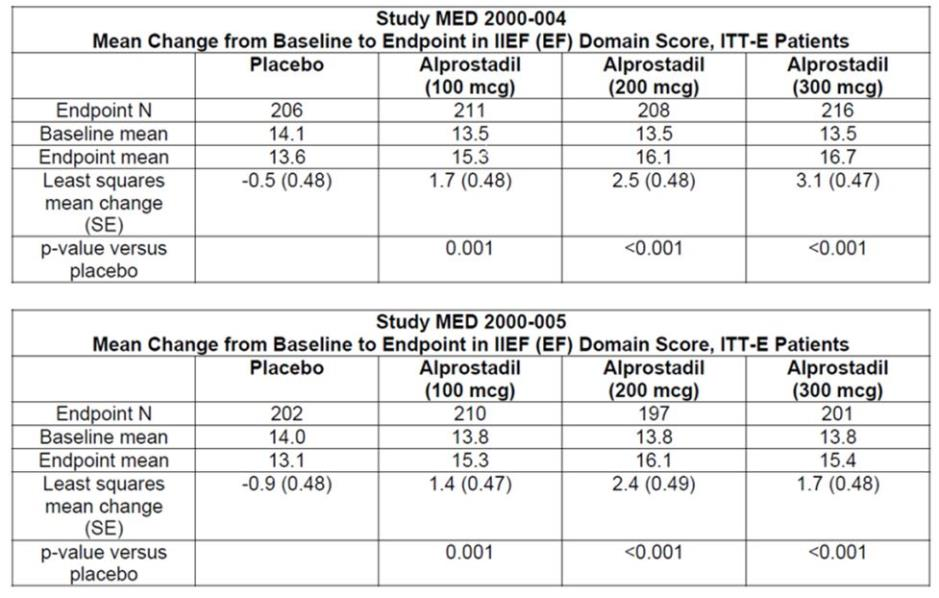 Study MED 2000-004
Mean Change from Baseline to Endpoint in IIEF (EF) Domain Score, ITT-E Patients
Placebo Alprostadil (100 mcg) Alprostadil (200 mcg) Alprostadil (300 mcg)
Endpoint N 206 211 208 216
Baseline mean 14.1 13.5 13.5 13.5
Endpoint mean 13.6 15.3 16.1 16.7
Least squares mean change (SE) -0.5 (0.48) 1.7 (0.48) 2.5 (0.48) 3.1 (0.47)
p-value versus placebo 0.001 <0.001 <0.001
Study MED 2000-005
Mean Change from Baseline to Endpoint in IIEF (EF) Domain Score, ITT-E Patients
Placebo Alprostadil (100 mcg) Alprostadil (200 mcg) Alprostadil (300 mcg)
Endpoint N 202 210 197 201
Baseline mean 14.0 13.8 13.8 13.8
Endpoint mean 13.1 15.3 16.1 15.4
Least squares mean change (SE) -0.9 (0.48) 1.4 (0.47) 2.4 (0.49) 1.7 (0.48)
p-value versus placebo 0.001 <0.001 <0.001